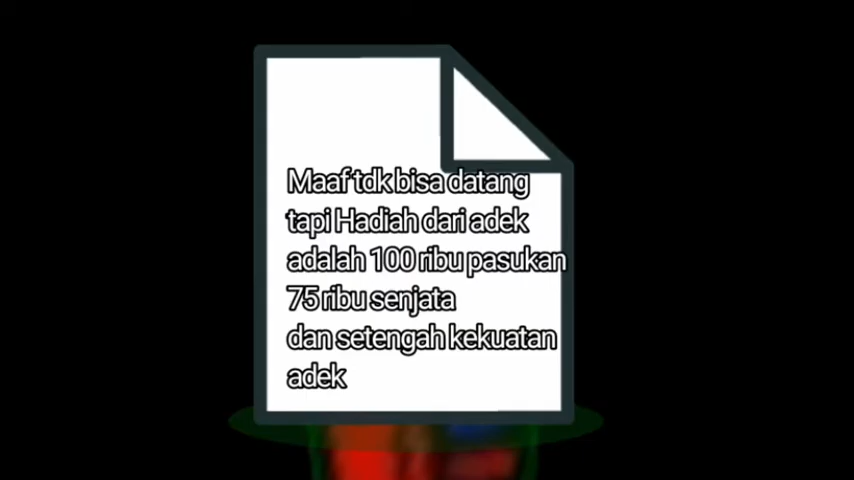 Maaf tdk bisa datang
tapi Hadiah dari adek
adalah 100 ribu pasukan
75 ribu senjata
dan setengah kekuatan
adek